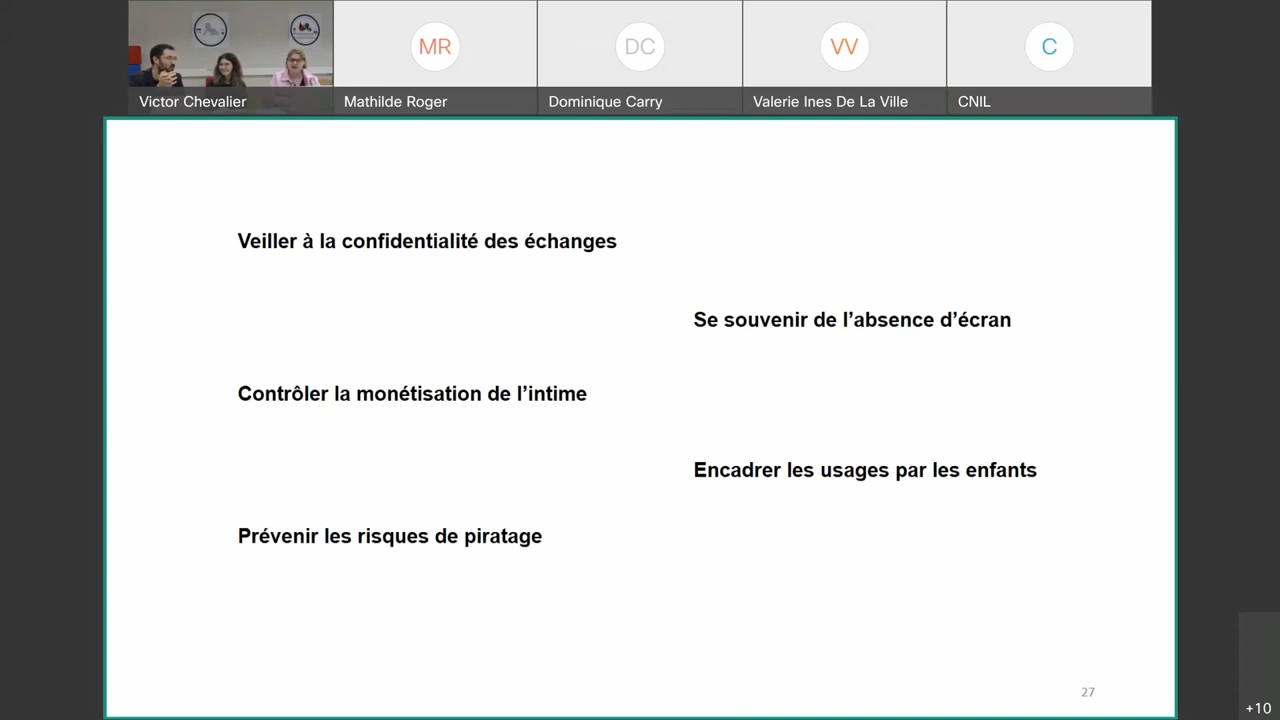 MR
DC
VV
C
Victor Chevalier
Mathilde Roger
Dominique Carry
Valerie Ines De La Ville
CNIL
Veiller à la confidentialité des échanges
Se souvenir de l’absence d’écran
Contrôler la monétisation de l’intime
Encadrer les usages par les enfants
Prévenir les risques de piratage
27
+10